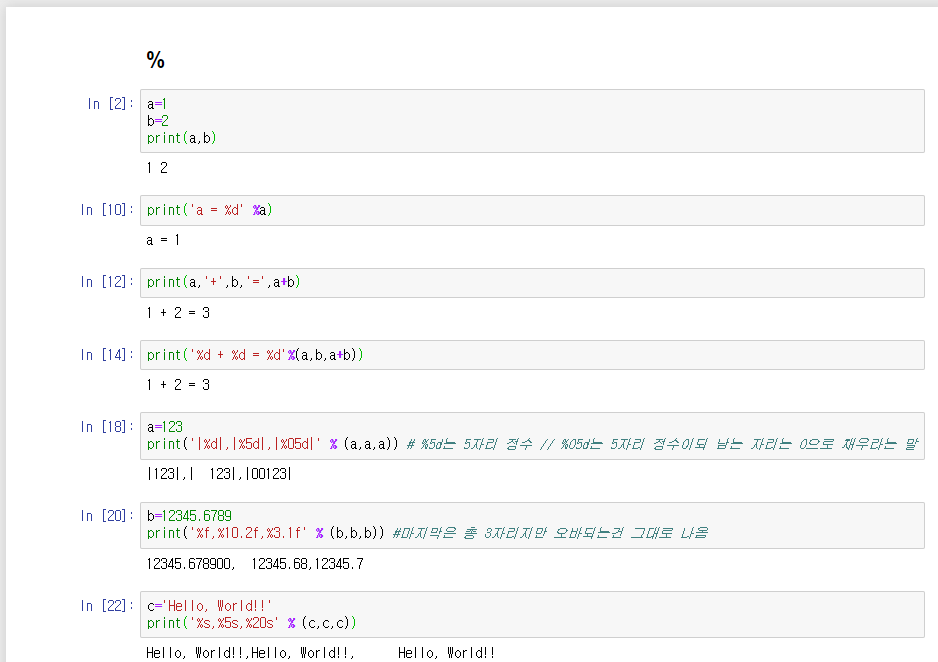 %
In [2]:
a=1
b=2
print(a,b)
1 2
In [10]:
print('a = %d' %a)
a = 1
In [12]:
print(a,'+',b,'=',a+b)
1 + 2 = 3
In [14]:
print('%d + %d = %d'%(a,b,a+b))
1 + 2 = 3
In [18]:
a=123
print('|%d|,|%5d|,|%05d|' % (a,a,a)) # %5d는 5자리 정수 // %05d는 5자리 정수이되 남는 자리는 0으로 채우라는 말
|123|,|  123|,|00123|
In [20]:
b=12345.6789
print('%f,%10.2f,%3.1f' % (b,b,b)) #마지막은 총 3자리지만 오바되는건 그대로 나옴
12345.678900,  12345.68,12345.7
In [22]:
c='Hello, World!!'
print('%s,%5s,%20s' % (c,c,c))
Hello, World!!,Hello, World!!,      Hello, World!!